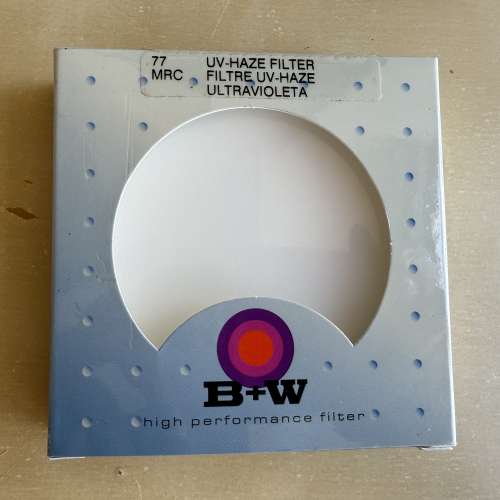 77 UV-HAZE FILTER
MRC FILTRE UV-HAZE
ULTRAVIOLETA
B+W
high performance filter